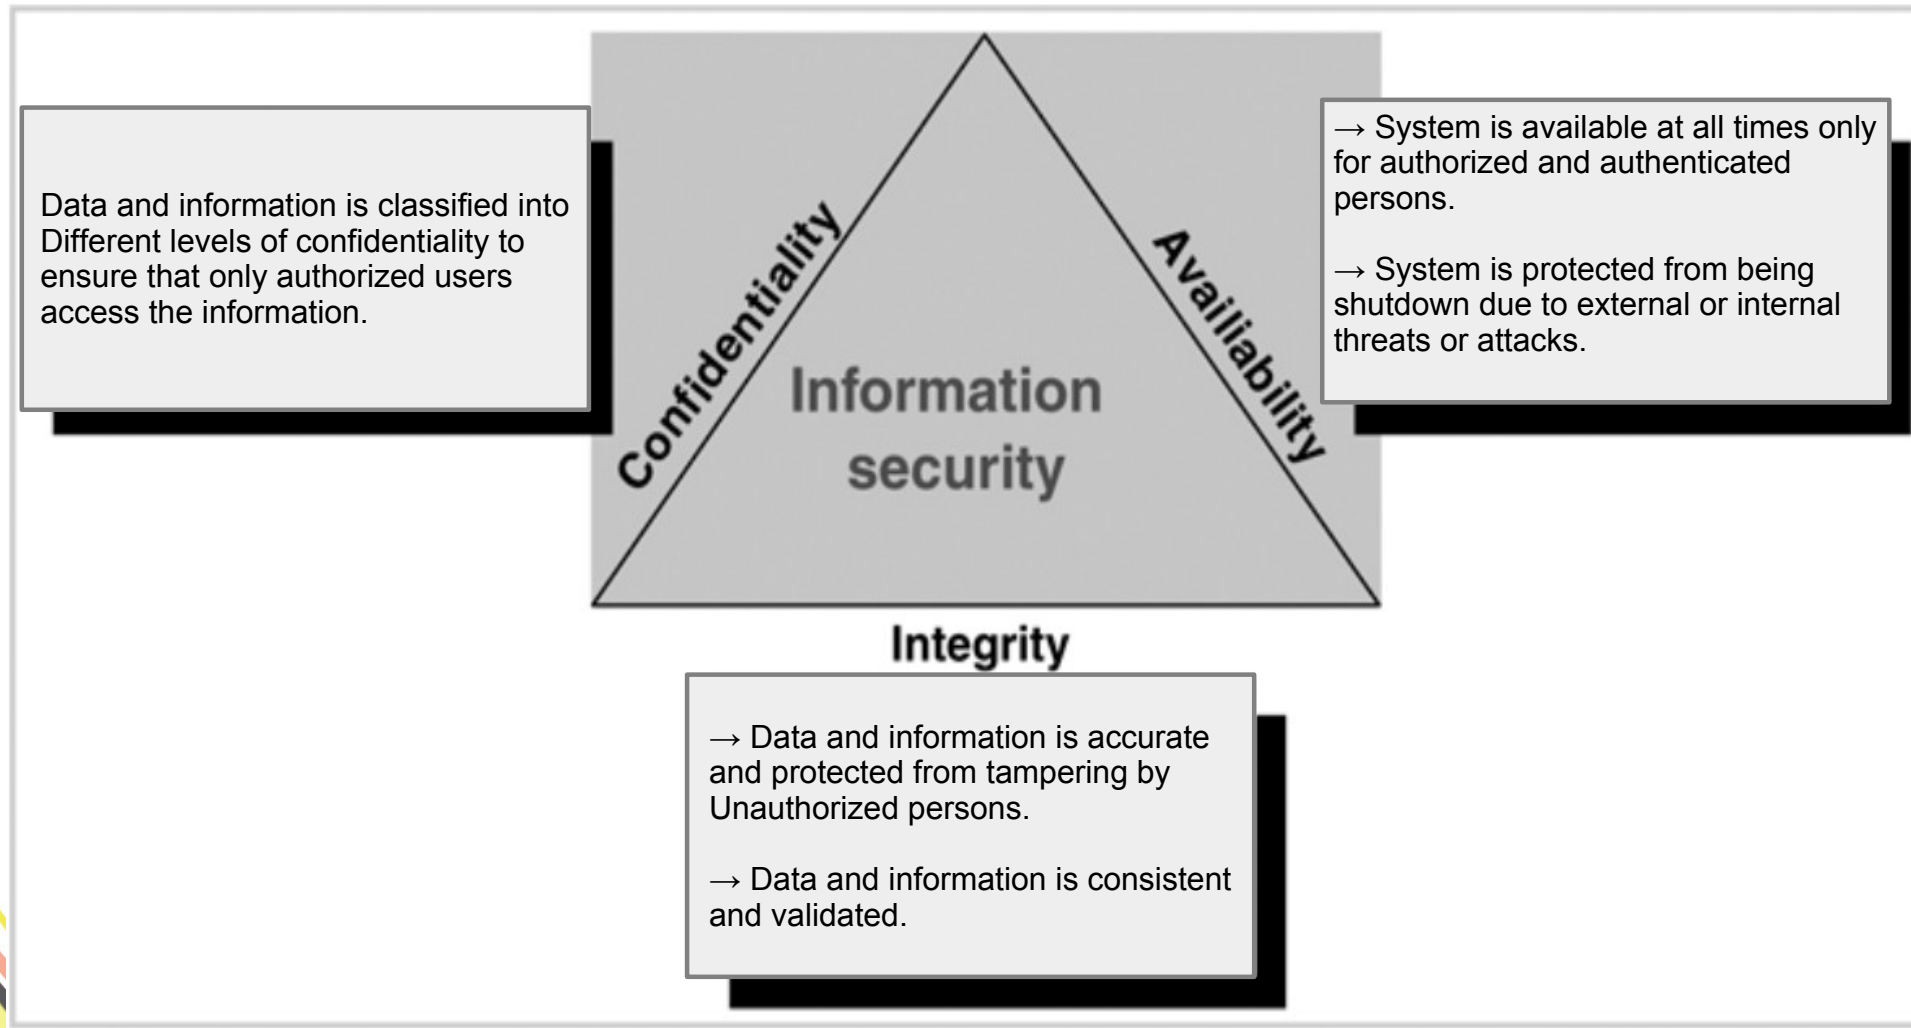 Data and information is classified into
Different levels of confidentiality to
ensure that only authorized users
access the information.
Confidentiality
Information
security
Availiability
→ System is available at all times only
for authorized and authenticated
persons.
→ System is protected from being
shutdown due to external or internal
threats or attacks.
Integrity
→ Data and information is accurate
and protected from tampering by
Unauthorized persons.
→ Data and information is consistent
and validated.